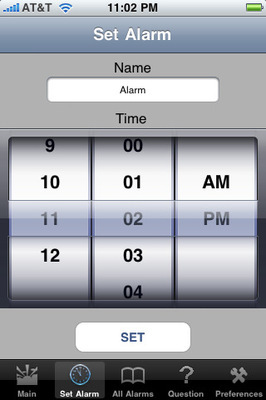 AT&T 11:02 PM
Set Alarm
Name
Alarm
Time
9 00
10 01 AM
11 02 PM
12 03
04
SET
Main Set Alarm All Alarms Question Preferences